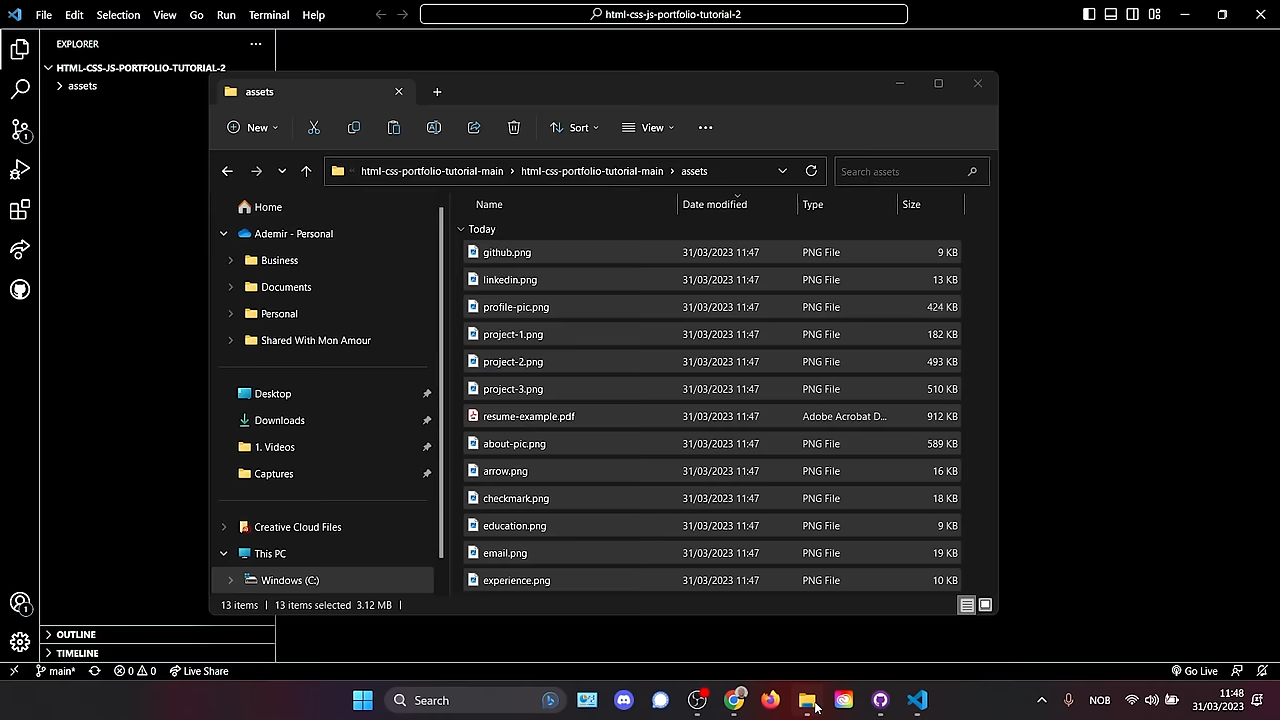 File Edit Selection View Go Run Terminal Help
html-css-js-portfolio-tutorial-2
EXPLORER
HTML-CSS-JS-PORTFOLIO-TUTORIAL-2
assets
assets
New
Sort
View
html-css-portfolio-tutorial-main > html-css-portfolio-tutorial-main > assets
Search assets
Home
Ademir - Personal
Business
Documents
Personal
Shared With Mon Amour
Desktop
Downloads
1. Videos
Captures
Creative Cloud Files
This PC
Windows (C:)
Name Date modified Type Size
Today
github.png 31/03/2023 11:47 PNG File 9 KB
linkedin.png 31/03/2023 11:47 PNG File 13 KB
profile-pic.png 31/03/2023 11:47 PNG File 424 KB
project-1.png 31/03/2023 11:47 PNG File 182 KB
project-2.png 31/03/2023 11:47 PNG File 493 KB
project-3.png 31/03/2023 11:47 PNG File 510 KB
resume-example.pdf 31/03/2023 11:47 Adobe Acrobat D... 912 KB
about-pic.png 31/03/2023 11:47 PNG File 589 KB
arrow.png 31/03/2023 11:47 PNG File 16 KB
checkmark.png 31/03/2023 11:47 PNG File 18 KB
education.png 31/03/2023 11:47 PNG File 9 KB
email.png 31/03/2023 11:47 PNG File 19 KB
experience.png 31/03/2023 11:47 PNG File 10 KB
13 items | 13 items selected 3.12 MB |
OUTLINE
TIMELINE
main* 0 0 Live Share
Go Live
Search
NOB
11:48
31/03/2023